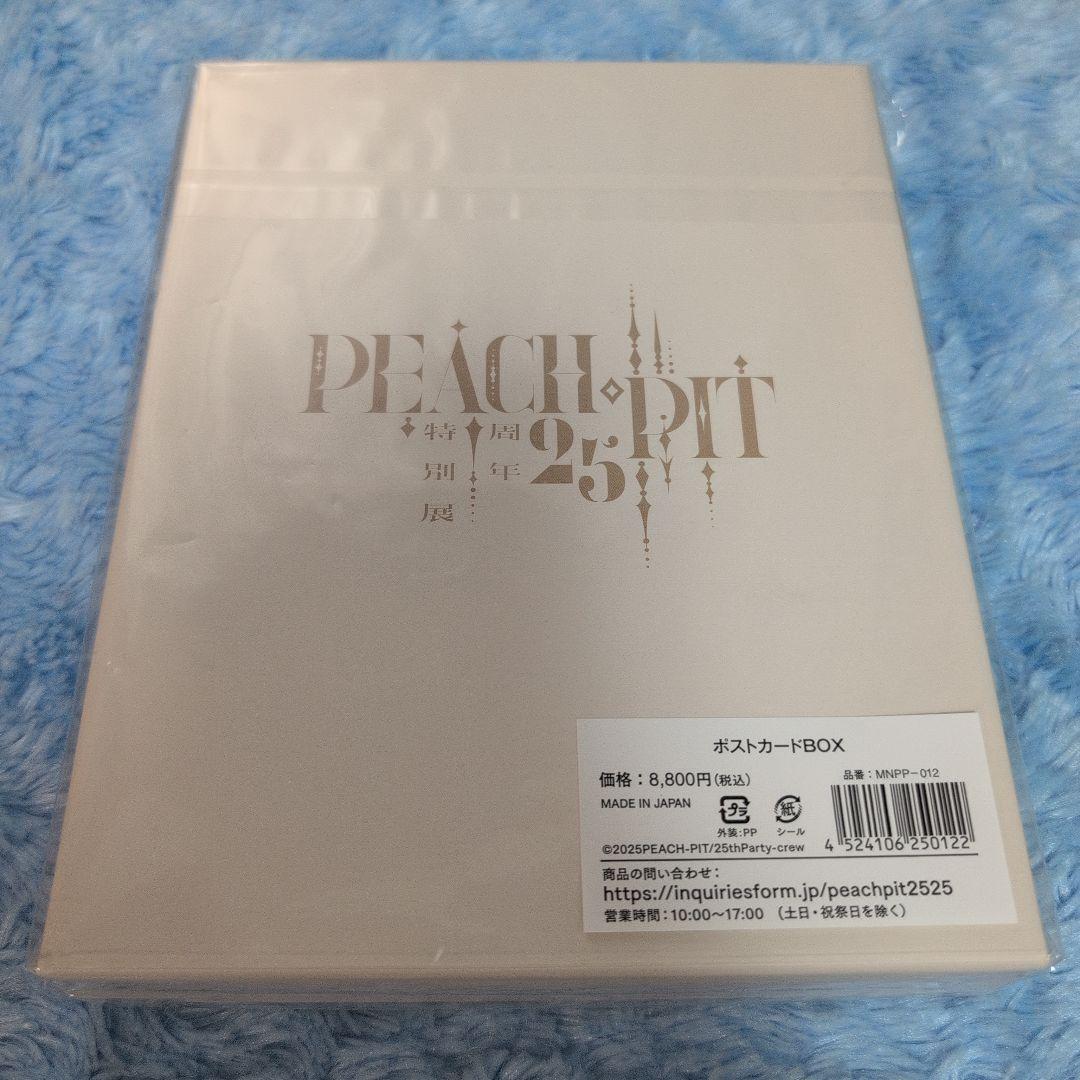 PEACH-PIT
25
周年
特別展
ポストカードBOX
価格：8,800円(税込)
品番：MNPP-012
MADE IN JAPAN
プラ
外装:PP
紙
シール
4 524106 250122
©2025PEACH-PIT/25thParty-crew
商品の問い合わせ：
https://inquiriesform.jp/peachpit2525
営業時間：10:00～17:00 （土日・祝祭日を除く）